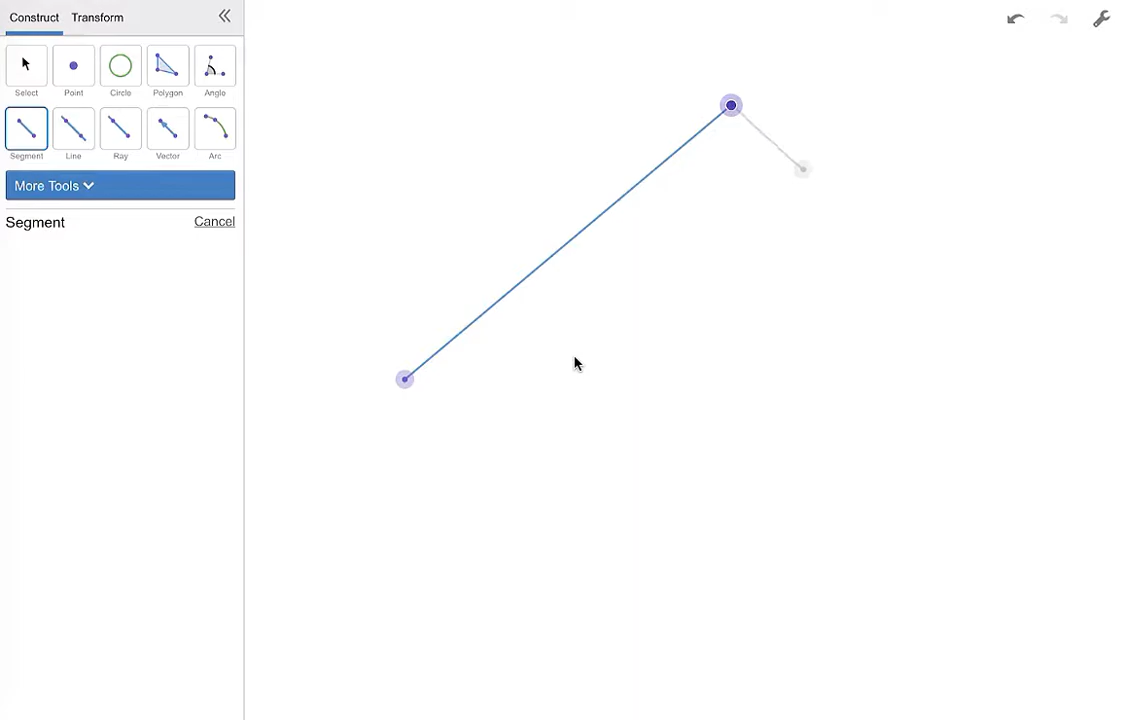 Construct Transform
Select Point Circle Polygon Angle
Segment Line Ray Vector Arc
More Tools
Segment Cancel